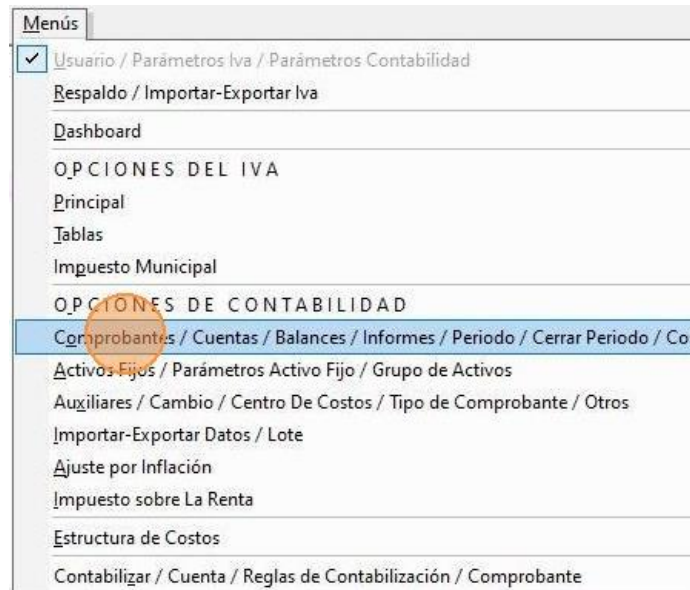 Menús
Usuario / Parámetros Iva / Parámetros Contabilidad
Respaldo / Importar-Exportar Iva
Dashboard
OPCIONES DEL IVA
Principal
Tablas
Impuesto Municipal
OPCIONES DE CONTABILIDAD
Comprobantes / Cuentas / Balances / Informes / Periodo / Cerrar Periodo / Co
Activos Fijos / Parámetros Activo Fijo / Grupo de Activos
Auxiliares / Cambio / Centro De Costos / Tipo de Comprobante / Otros
Importar-Exportar Datos / Lote
Ajuste por Inflación
Impuesto sobre La Renta
Estructura de Costos
Contabilizar / Cuenta / Reglas de Contabilización / Comprobante